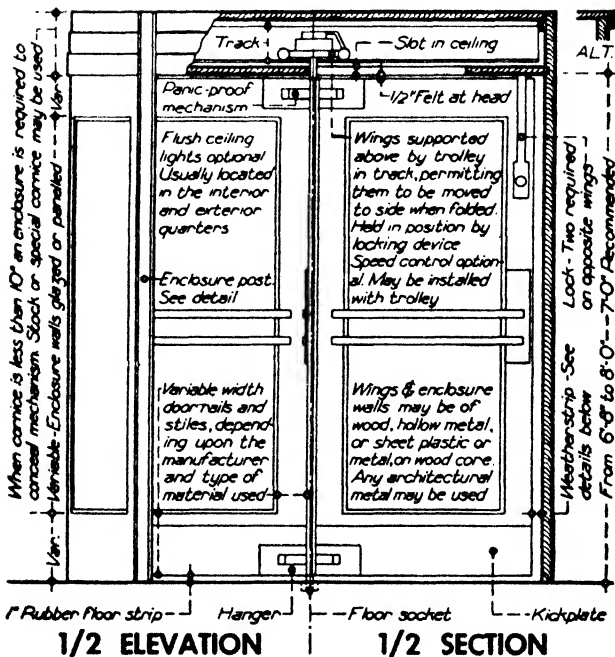 When cornice is less than 10" an enclosure is required to
conceal mechanism. Stock or special cornice may be used
Var.
Variable-Enclosure walls glazed or panelled
Var.
Track
Slot in ceiling
ALT.
Panic-proof
mechanism
1/2" Felt at head
Flush ceiling
lights optional
Usually located
in the interior
and exterior
quarters
Wings supported
above by trolley
in track, permitting
them to be moved
to side when folded.
Held in position by
locking device
Speed control option-
al. May be installed
with trolley
Enclosure post.
See detail
Variable width
door rails and
stiles, depend-
ing upon the
manufacturer
and type of
material used
Wings & enclosure
walls may be of
wood, hollow metal,
or sheet plastic or
metal, on wood core.
Any architectural
metal may be used
Lock-Two required
on opposite wings
Weatherstrip-See
details below
From 6'-8" to 8'-0"--7'-0" Recommended
1" Rubber floor strip
Hanger
Floor socket
Kickplate
1/2 ELEVATION
1/2 SECTION